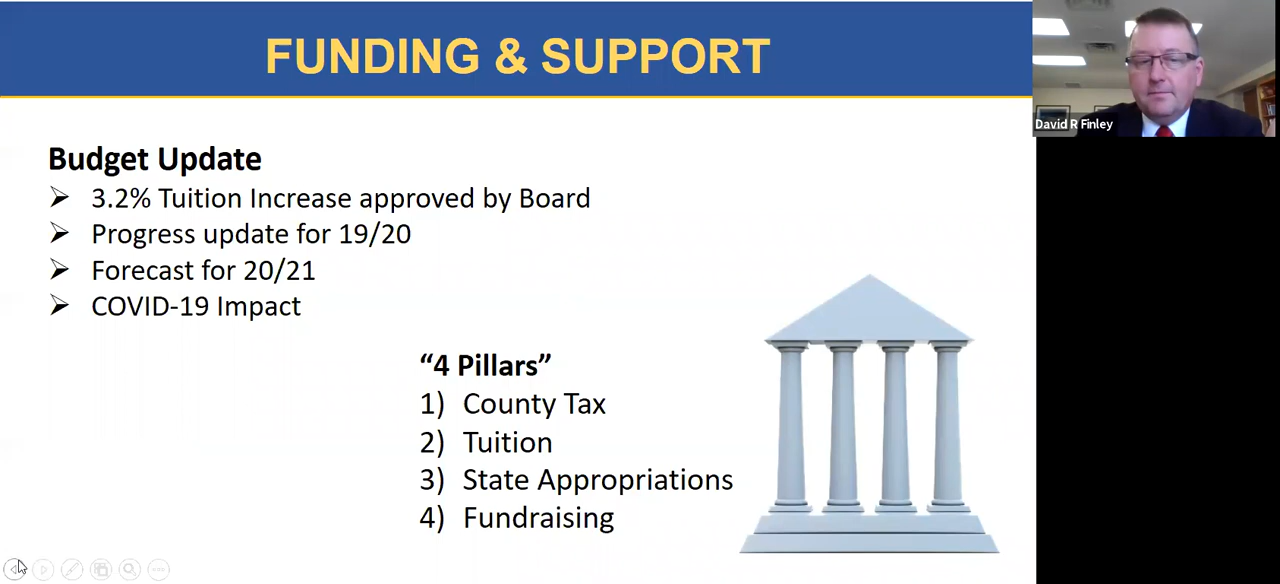 FUNDING & SUPPORT
David R Finley
Budget Update
3.2% Tuition Increase approved by Board
Progress update for 19/20
Forecast for 20/21
COVID-19 Impact
“4 Pillars”
1) County Tax
2) Tuition
3) State Appropriations
4) Fundraising